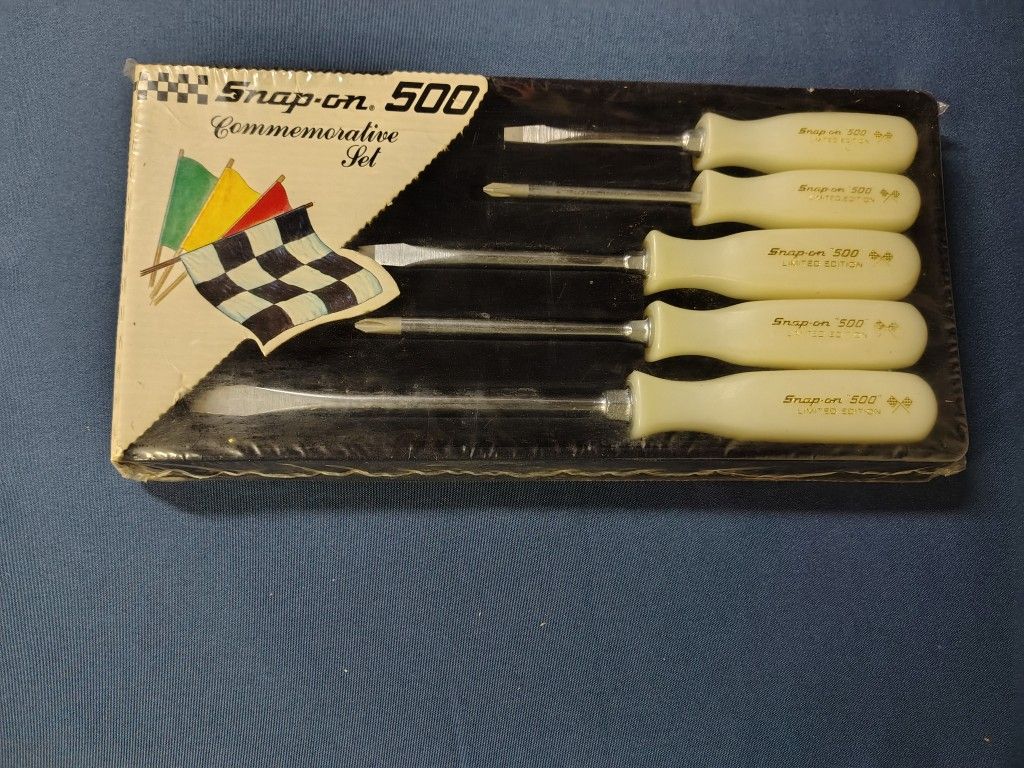 Snap-on® 500
Commemorative
Set
Snap-on "500"
LIMITED EDITION
Snap-on "500"
LIMITED EDITION
Snap-on "500"
LIMITED EDITION
Snap-on "500"
LIMITED EDITION
Snap-on "500"
LIMITED EDITION